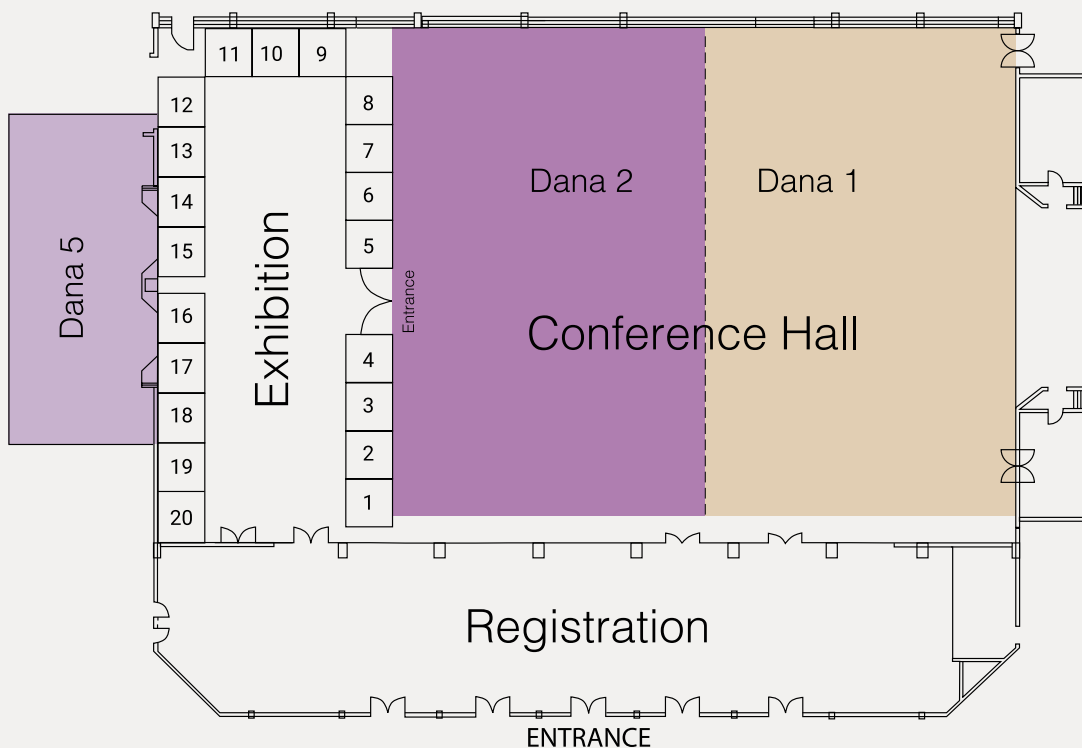 11
10
9
12
13
14
15
16
17
18
19
20
8
7
6
5
4
3
2
1
Dana 5
Exhibition
Entrance
Dana 2
Dana 1
Conference Hall
Registration
ENTRANCE